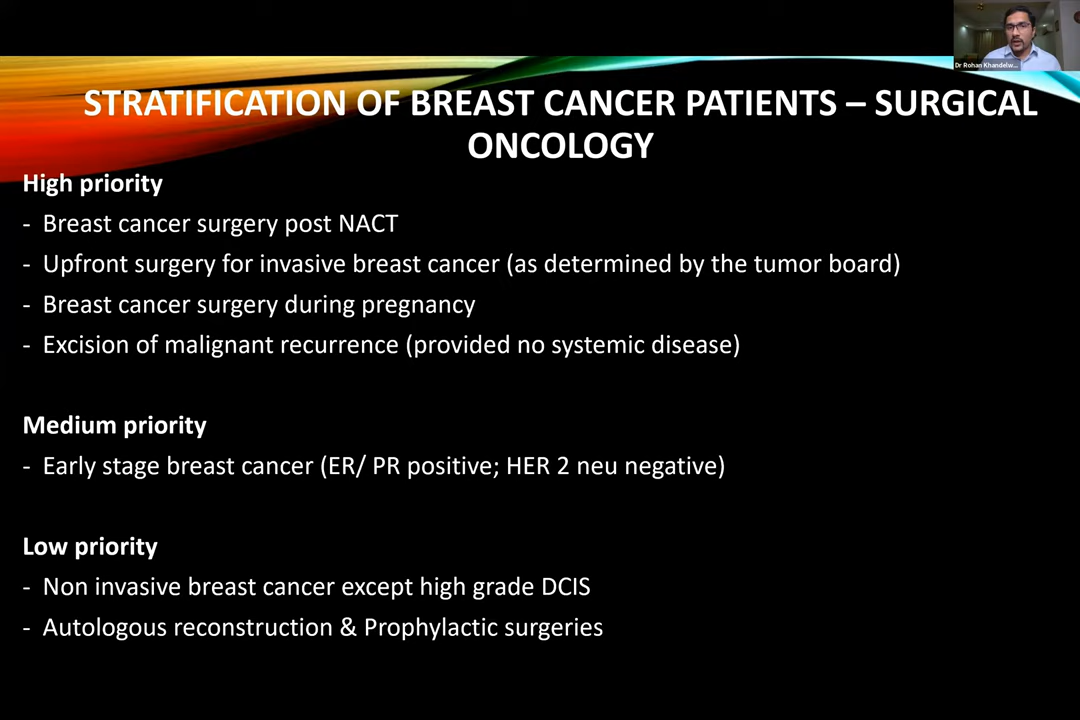 Dr Rohan Khandelw...
STRATIFICATION OF BREAST CANCER PATIENTS – SURGICAL
ONCOLOGY
High priority
- Breast cancer surgery post NACT
- Upfront surgery for invasive breast cancer (as determined by the tumor board)
- Breast cancer surgery during pregnancy
- Excision of malignant recurrence (provided no systemic disease)
Medium priority
- Early stage breast cancer (ER/ PR positive; HER 2 neu negative)
Low priority
- Non invasive breast cancer except high grade DCIS
- Autologous reconstruction & Prophylactic surgeries